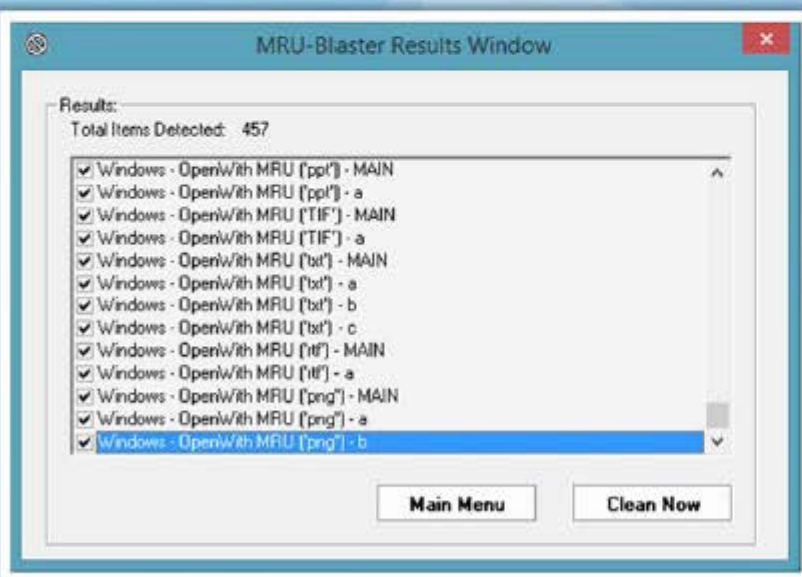 MRU-Blaster Results Window
Results:
Total Items Detected: 457
Windows - OpenWith MRU ('ppt') - MAIN
Windows - OpenWith MRU ('ppt') - a
Windows - OpenWith MRU ('TIF') - MAIN
Windows - OpenWith MRU ('TIF') - a
Windows - OpenWith MRU ('txt') - MAIN
Windows - OpenWith MRU ('txt') - a
Windows - OpenWith MRU ('txt') - b
Windows - OpenWith MRU ('txt') - c
Windows - OpenWith MRU ('rtf') - MAIN
Windows - OpenWith MRU ('rtf') - a
Windows - OpenWith MRU ('png') - MAIN
Windows - OpenWith MRU ('png') - a
Windows - OpenWith MRU ('png') - b
Main Menu Clean Now